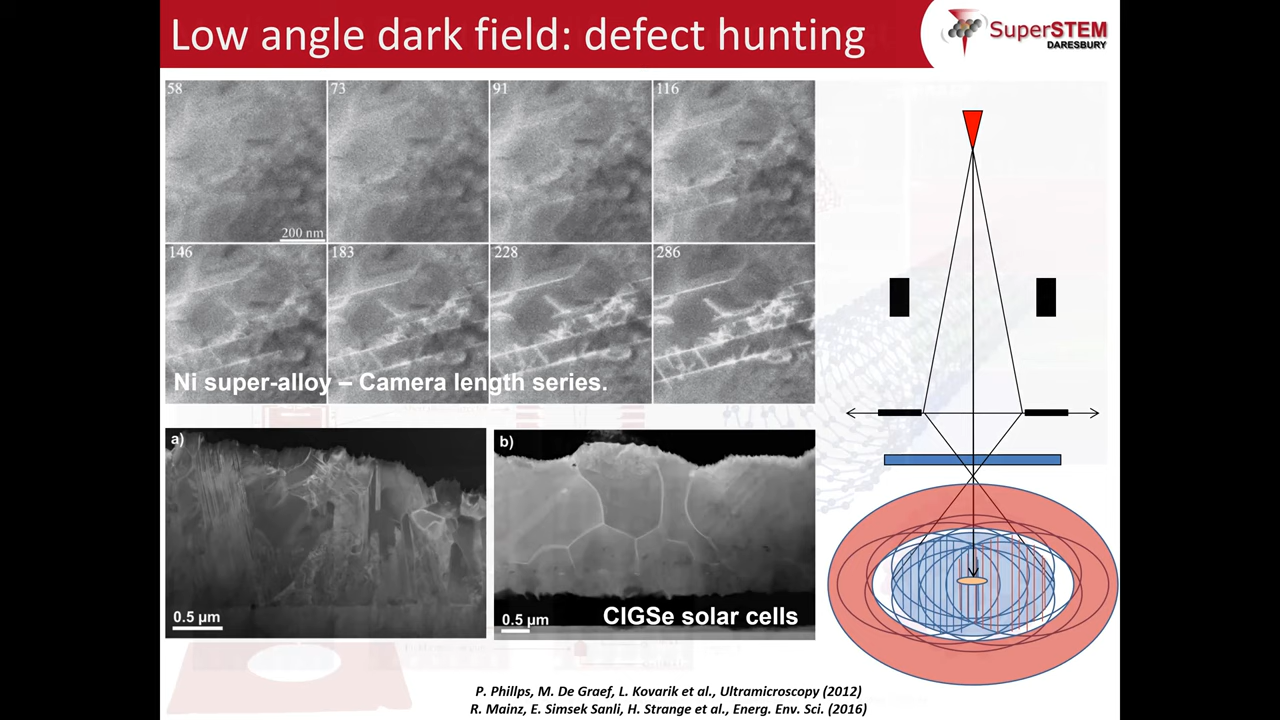 Low angle dark field: defect hunting
SuperSTEM
DARESBURY
58
73
91
116
200 nm
146
183
228
286
Ni super-alloy – Camera length series.
a)
0.5 µm
b)
0.5 µm
CIGSe solar cells
P. Phillps, M. De Graef, L. Kovarik et al., Ultramicroscopy (2012)
R. Mainz, E. Simsek Sanli, H. Strange et al., Energ. Env. Sci. (2016)